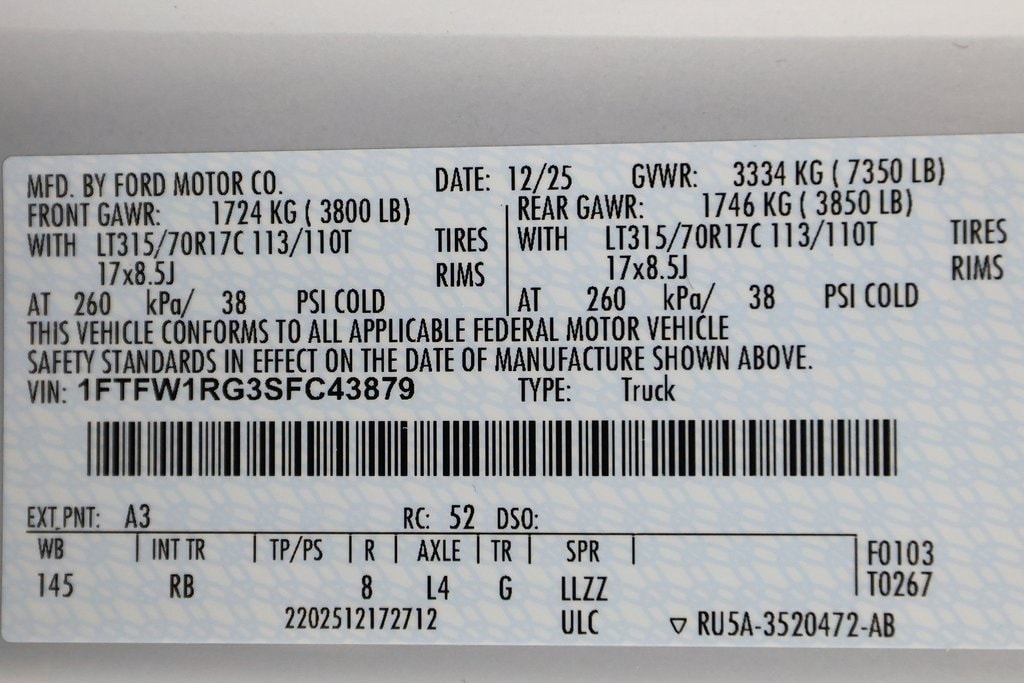 MFD. BY FORD MOTOR CO. DATE: 12/25 GVWR: 3334 KG ( 7350 LB)
FRONT GAWR: 1724 KG ( 3800 LB) REAR GAWR: 1746 KG ( 3850 LB)
WITH LT315/70R17C 113/110T TIRES WITH LT315/70R17C 113/110T TIRES
17x8.5J RIMS 17x8.5J RIMS
AT 260 kPa/ 38 PSI COLD AT 260 kPa/ 38 PSI COLD
THIS VEHICLE CONFORMS TO ALL APPLICABLE FEDERAL MOTOR VEHICLE
SAFETY STANDARDS IN EFFECT ON THE DATE OF MANUFACTURE SHOWN ABOVE.
VIN: 1FTFW1RG3SFC43879 TYPE: Truck
EXT PNT: A3 RC: 52 DSO:
WB INT TR TP/PS R AXLE TR SPR F0103
145 RB 8 L4 G LLZZ T0267
2202512172712 ULC ▽ RU5A-3520472-AB